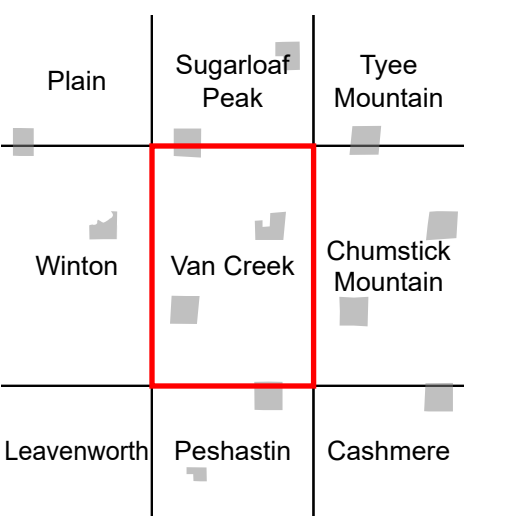 Plain
Sugarloaf
Peak
Tyee
Mountain
Winton
Van Creek
Chumstick
Mountain
Leavenworth
Peshastin
Cashmere